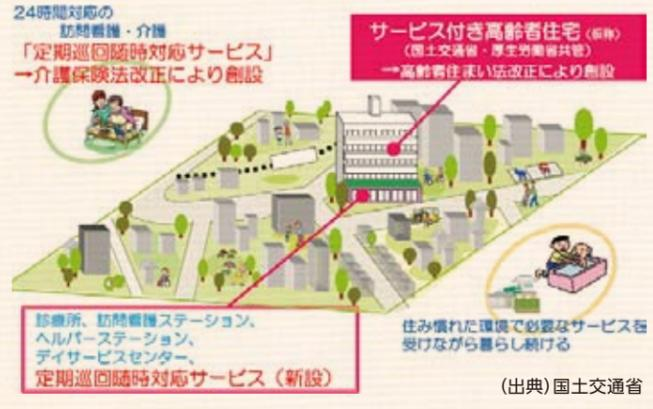 24時間対応の
訪問看護・介護
「定期巡回随時対応サービス」
→介護保険法改正により創設
サービス付き高齢者住宅(仮称)
(国土交通省・厚生労働省共管)
→高齢者住まい法改正により創設
診療所、訪問看護ステーション、
ヘルパーステーション、
デイサービスセンター、
定期巡回随時対応サービス(新設)
住み慣れた環境で必要なサービスを
受けながら暮らし続ける
(出典)国土交通省